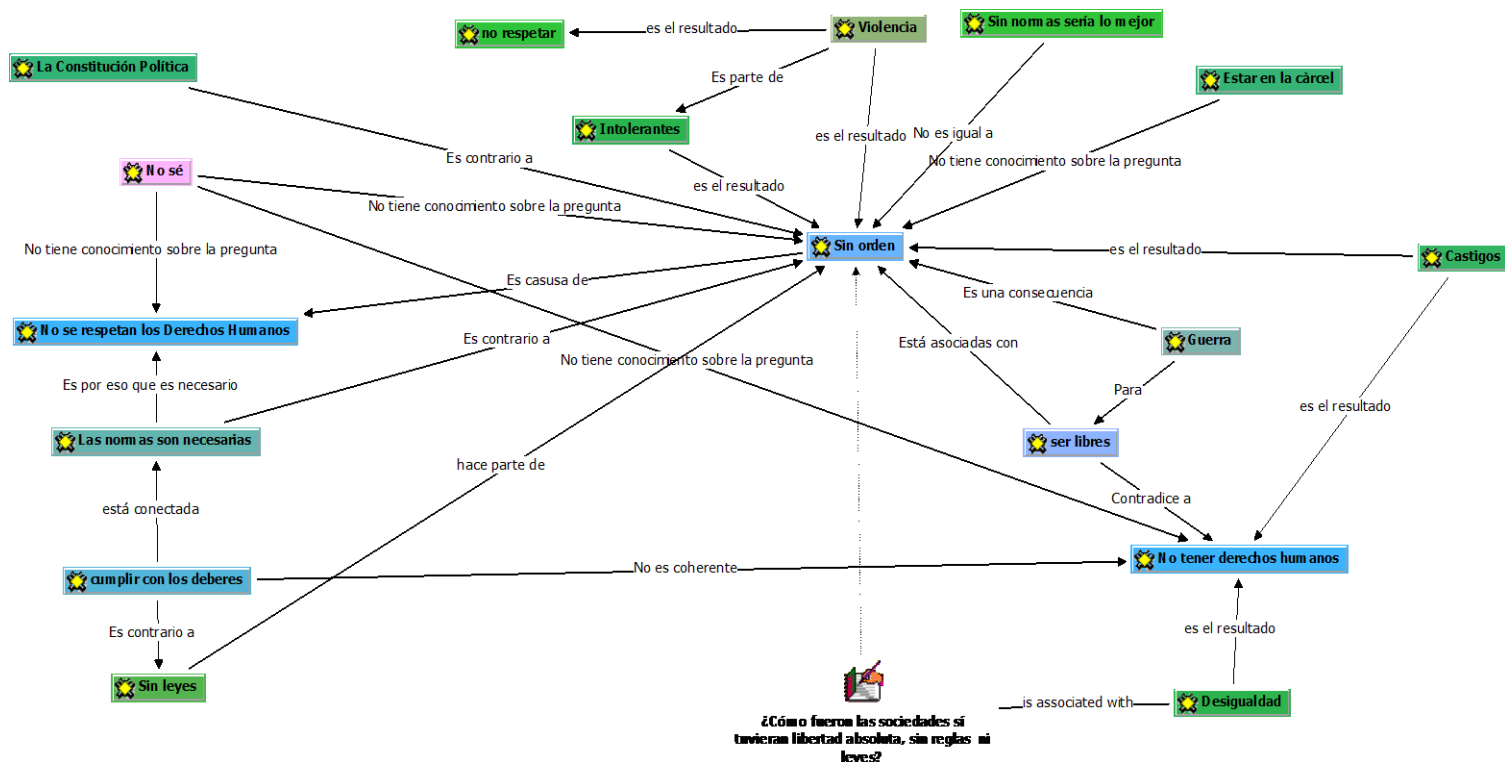 no respetar
es el resultado
Violencia
Sin normas sería lo mejor
La Constitución Política
Es parte de
Estar en la càrcel
Intolerantes
es el resultado
No es igual a
Es contrario a
No tiene conocimiento sobre la pregunta
No sé
es el resultado
No tiene conocimiento sobre la pregunta
No tiene conocimiento sobre la pregunta
Sin orden
es el resultado
Castigos
Es casusa de
Es una consecuencia
No se respetan los Derechos Humanos
Es contrario a
Está asociadas con
Guerra
No tiene conocimiento sobre la pregunta
Es por eso que es necesario
Para
es el resultado
Las normas son necesarias
ser libres
hace parte de
Contradice a
está conectada
No tener derechos humanos
cumplir con los deberes
No es coherente
Es contrario a
es el resultado
Sin leyes
is associated with
Desigualdad
¿Cómo fueron las sociedades sí
tuvieran libertad absoluta, sin reglas ni
leyes?